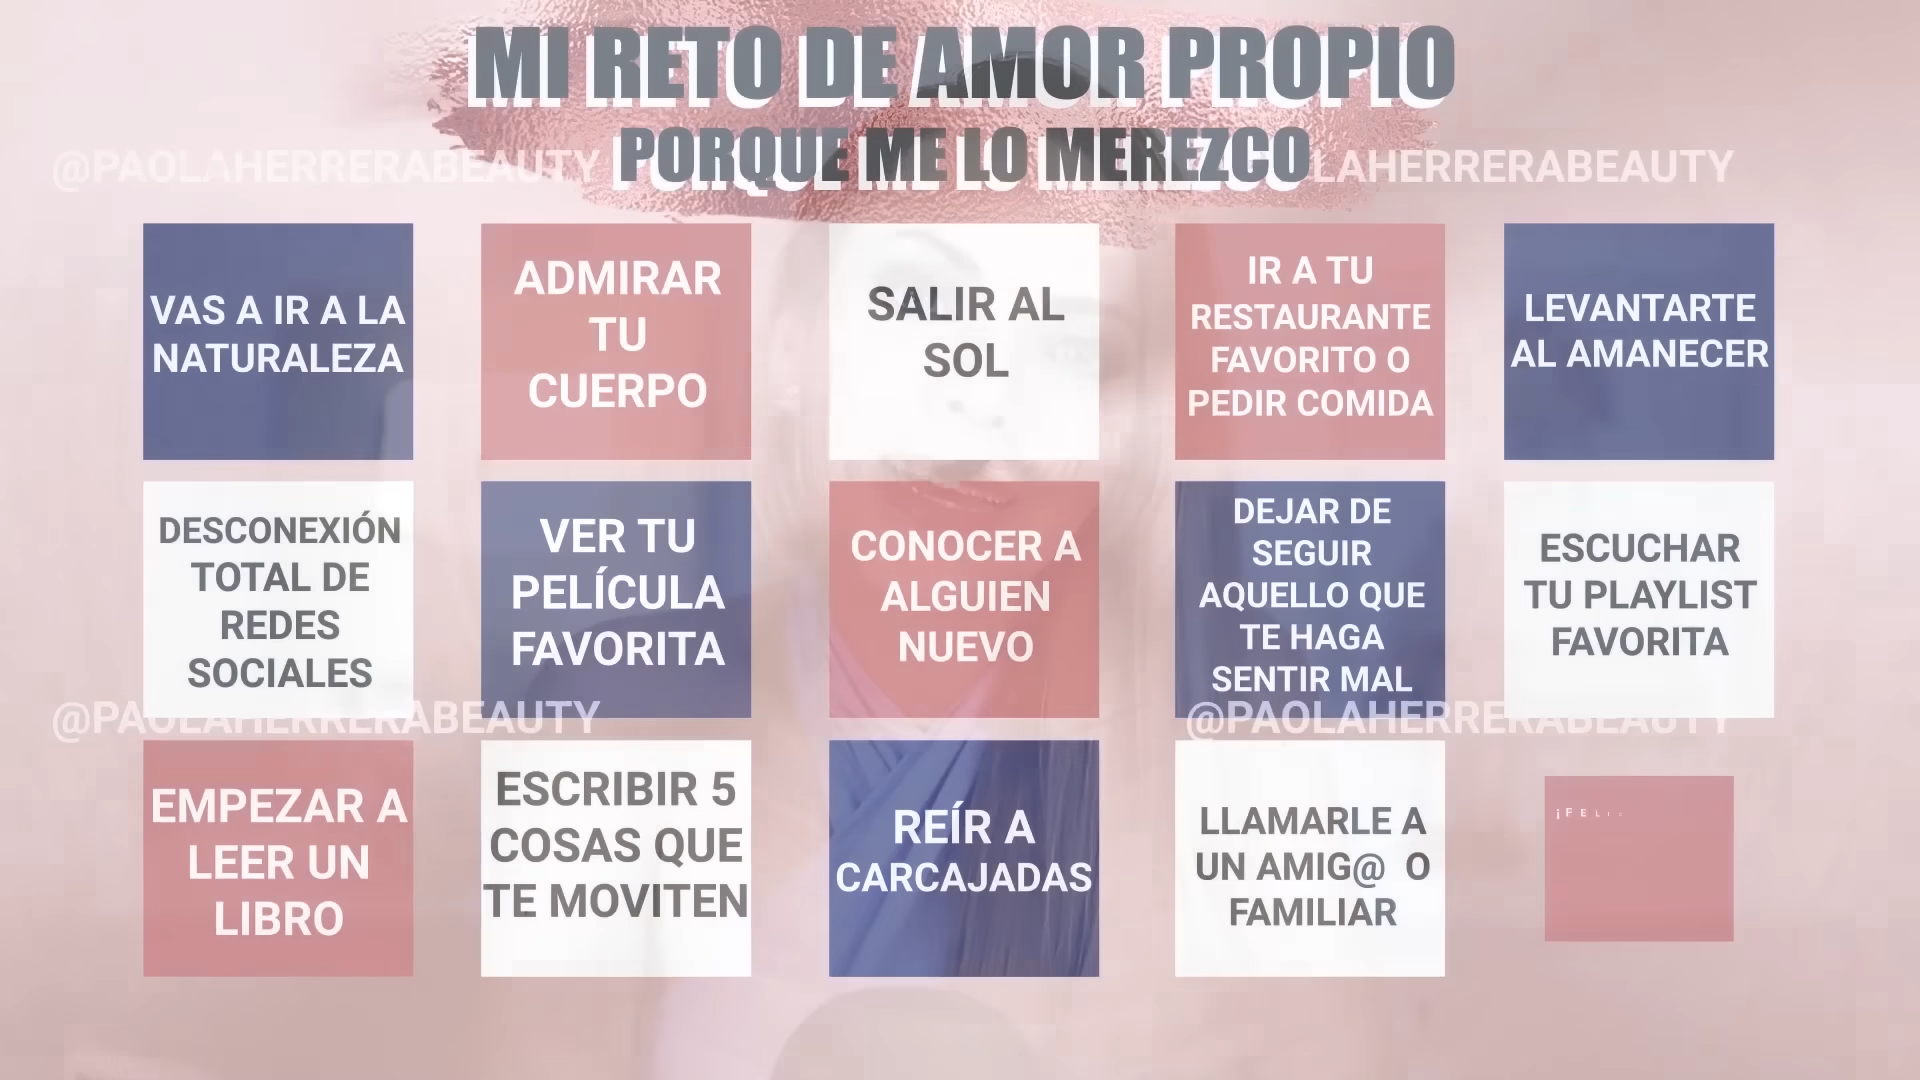 MI RETO DE AMOR PROPIO
PORQUE ME LO MEREZCO
@PAOLAHERRERABEAUTY
LAHERRERABEAUTY
VAS A IR A LA
NATURALEZA
ADMIRAR
TU
CUERPO
SALIR AL
SOL
IR A TU
RESTAURANTE
FAVORITO O
PEDIR COMIDA
LEVANTARTE
AL AMANECER
DESCONEXIÓN
TOTAL DE
REDES
SOCIALES
VER TU
PELÍCULA
FAVORITA
CONOCER A
ALGUIEN
NUEVO
DEJAR DE
SEGUIR
AQUELLO QUE
TE HAGA
SENTIR MAL
ESCUCHAR
TU PLAYLIST
FAVORITA
@PAOLAHERRERABEAUTY
@PAOLAHERRERABEAUTY
EMPEZAR A
LEER UN
LIBRO
ESCRIBIR 5
COSAS QUE
TE MOVITEN
REÍR A
CARCAJADAS
LLAMARLE A
UN AMIG@ O
FAMILIAR